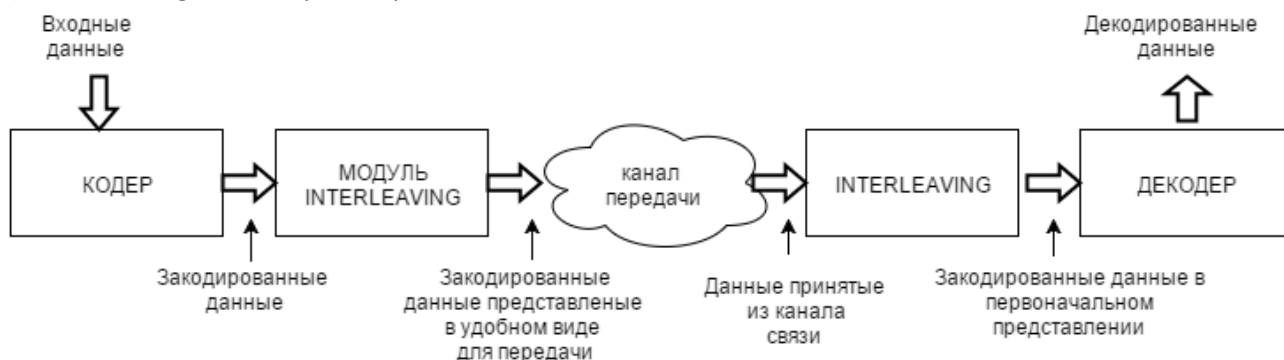 Входные
данные
Декодированные
данные
КОДЕР
МОДУЛЬ
INTERLEAVING
канал
передачи
INTERLEAVING
ДЕКОДЕР
Закодированные
данные
Закодированные
данные представленые
в удобном виде
для передачи
Данные принятые
из канала
связи
Закодированные данные в
первоначальном
представлении